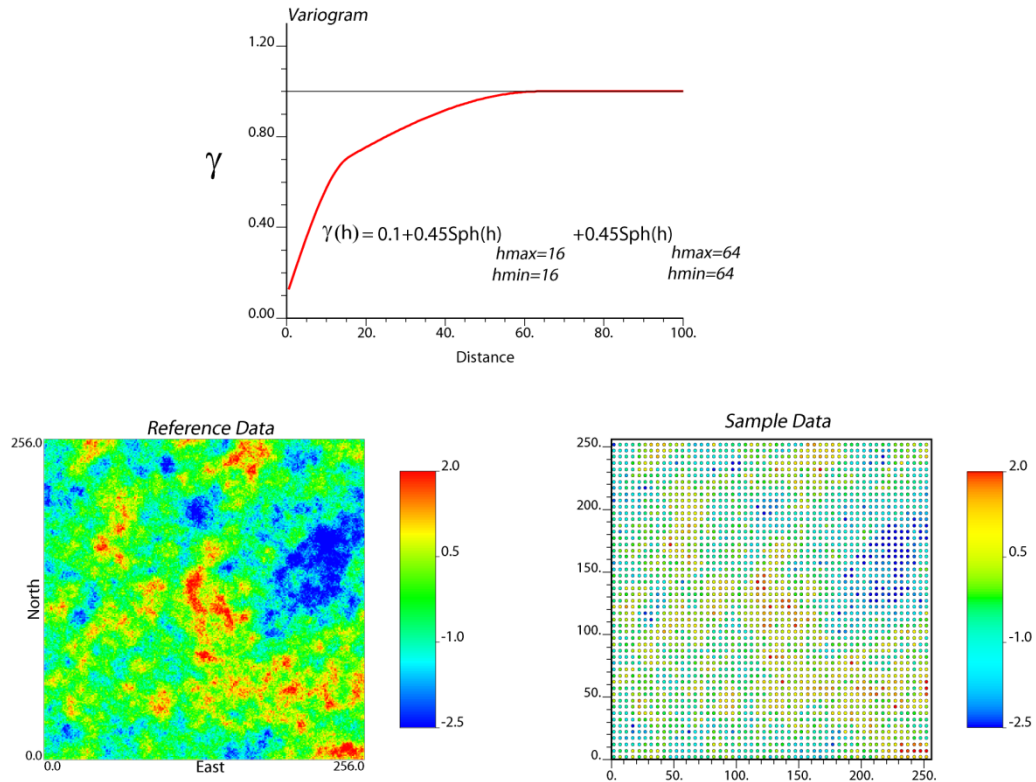 Variogram
1.20
0.80
γ
0.40
γ(h) = 0.1+0.45Sph(h) +0.45Sph(h)
hmax=16 hmax=64
hmin=16 hmin=64
0.00
0. 20. 40. 60. 80. 100.
Distance
Reference Data
256.0
2.0
0.5
North
-1.0
-2.5
0.0
0.0 East 256.0
Sample Data
250.
2.0
200.
0.5
150.
100.
-1.0
50.
-2.5
0.
0. 50. 100. 150. 200. 250.